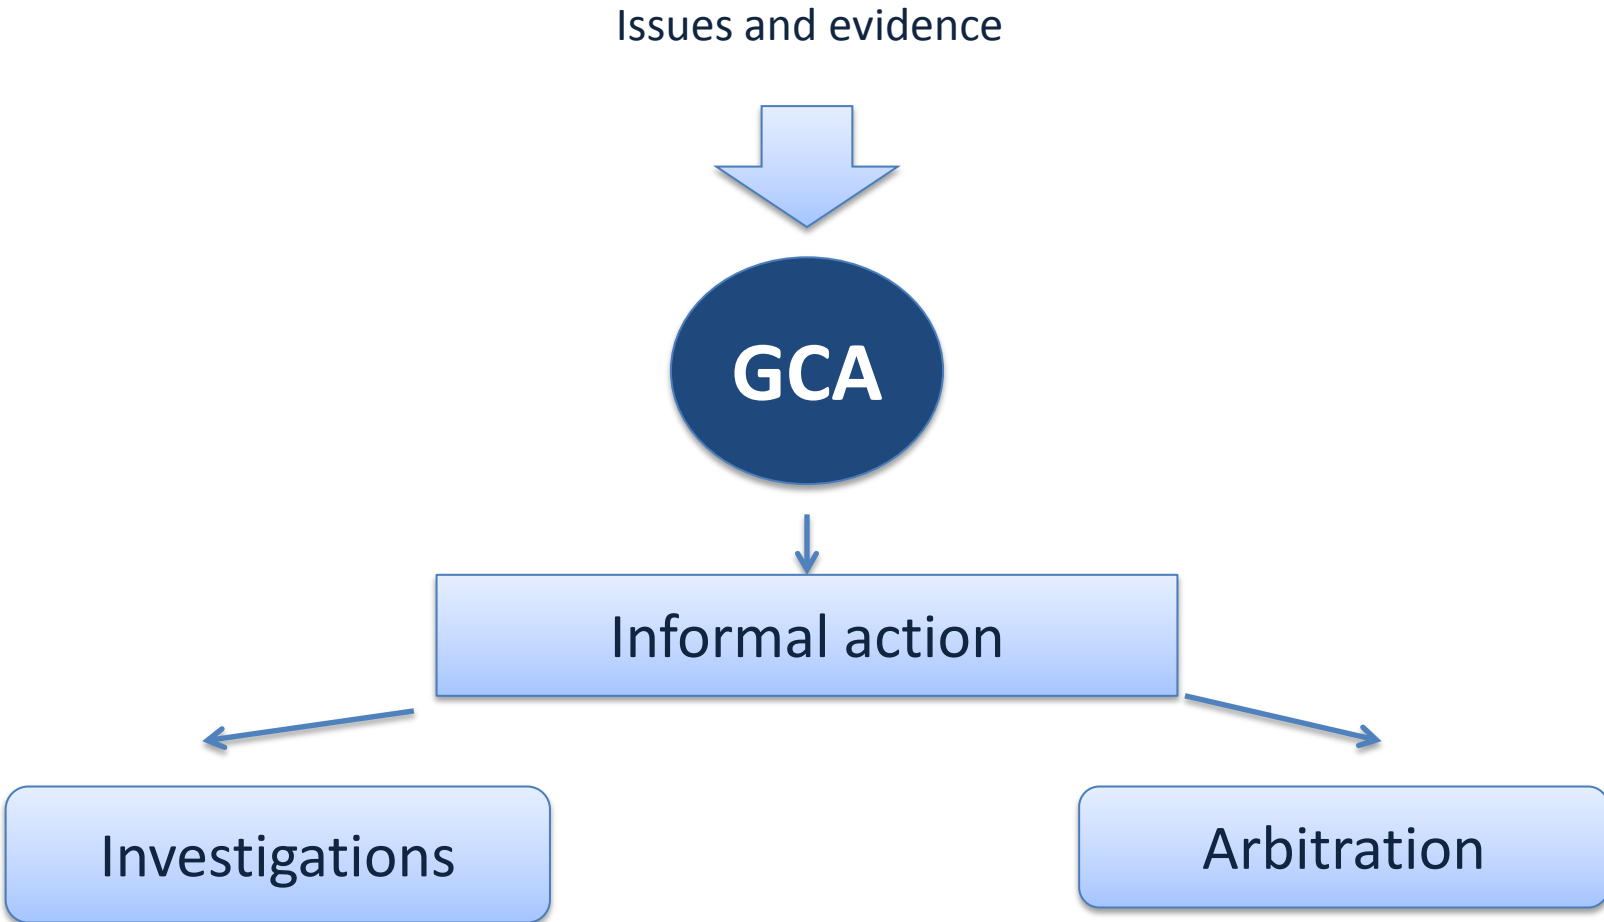 Issues and evidence
GCA
Informal action
Investigations
Arbitration